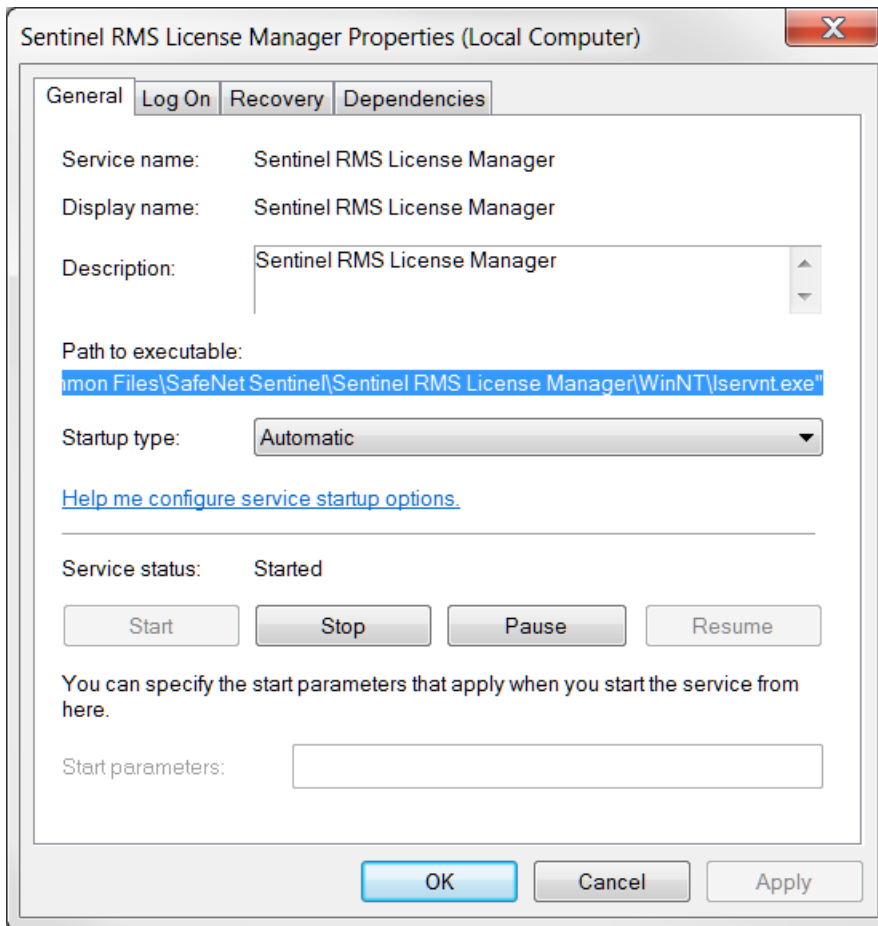 Sentinel RMS License Manager Properties (Local Computer)
General Log On Recovery Dependencies
Service name: Sentinel RMS License Manager
Display name: Sentinel RMS License Manager
Description: Sentinel RMS License Manager
Path to executable:
mon Files\SafeNet Sentinel\Sentinel RMS License Manager\WinNT\lservnt.exe"
Startup type: Automatic
Help me configure service startup options.
Service status: Started
Start Stop Pause Resume
You can specify the start parameters that apply when you start the service from
here.
Start parameters:
OK Cancel Apply